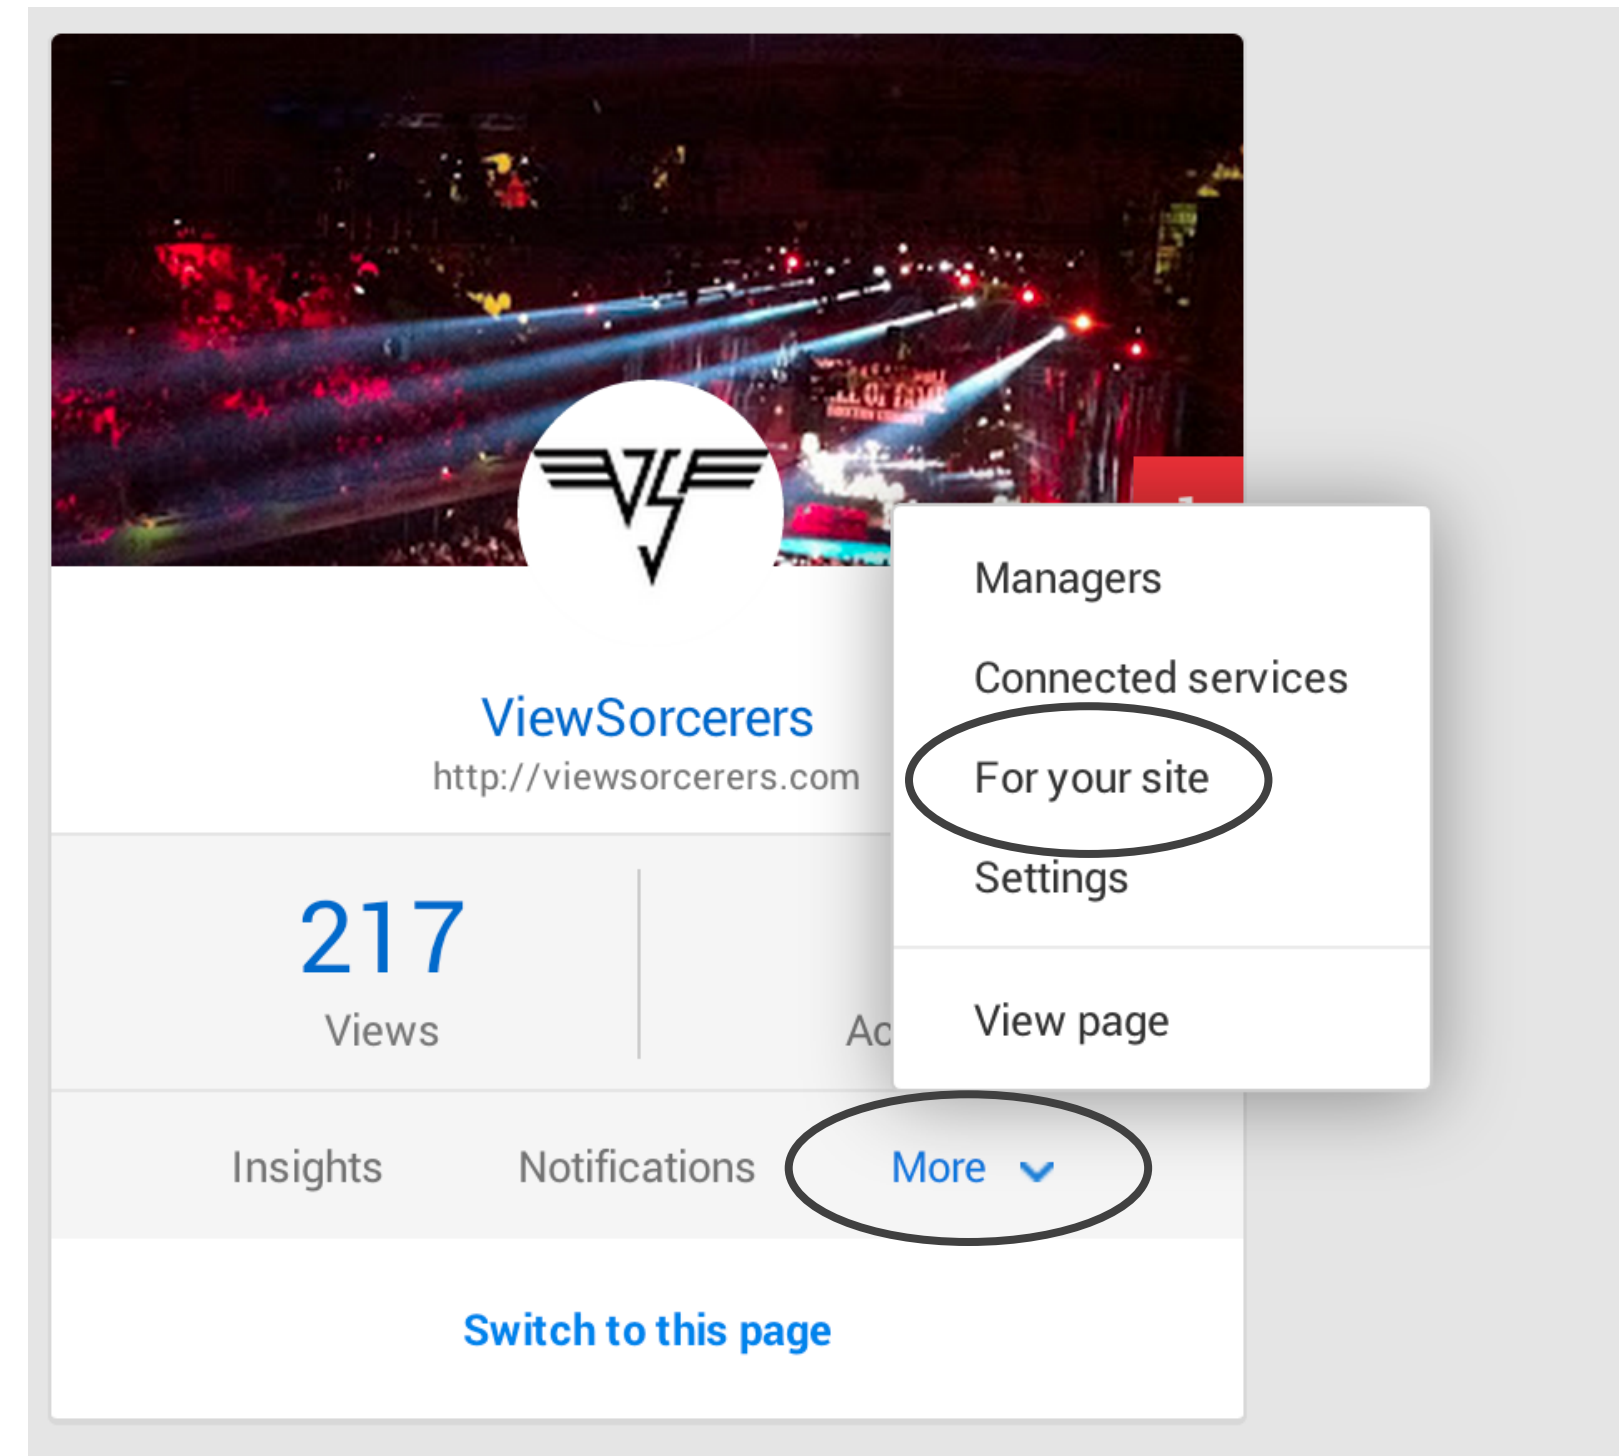 Managers
Connected services
For your site
Settings
View page
ViewSorcerers
http://viewsorcerers.com
217
Views
Insights
Notifications
More
Switch to this page